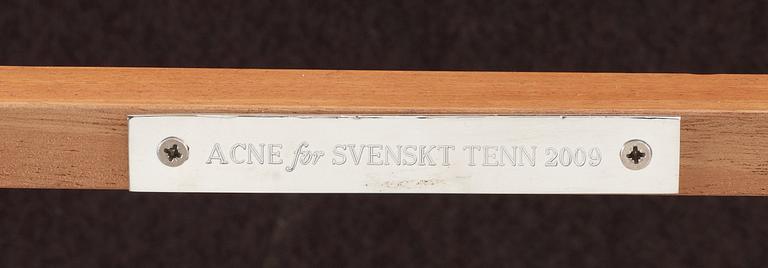 ACNE för SVENSKT TENN 2009